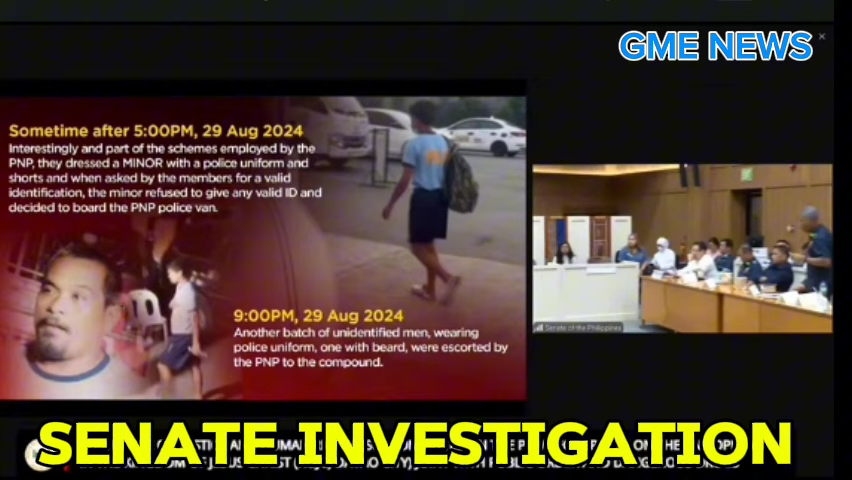 GME NEWS
Sometime after 5:00PM, 29 Aug 2024
Interestingly and part of the schemes employed by the
PNP, they dressed a MINOR with a police uniform and
shorts and when asked by the members for a valid
identification, the minor refused to give any valid ID and
decided to board the PNP police van.
9:00PM, 29 Aug 2024
Another batch of unidentified men, wearing
police uniform, one with beard, were escorted by
the PNP to the compound.
Senate of the Philippines
SENATE INVESTIGATION